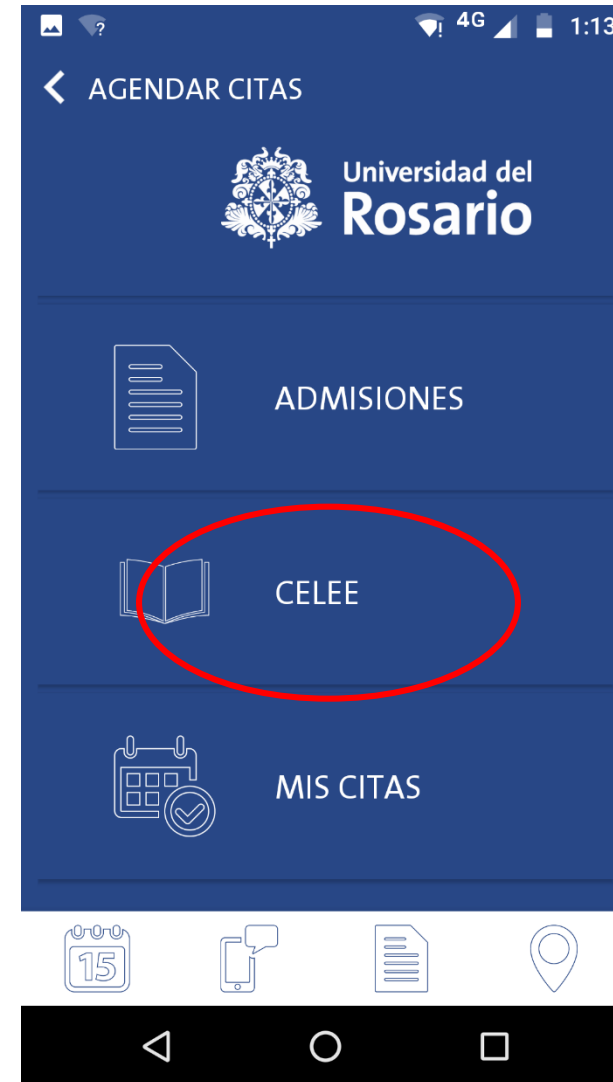 4G 1:13
AGENDAR CITAS
Universidad del
Rosario
ADMISIONES
CELEE
MIS CITAS
15